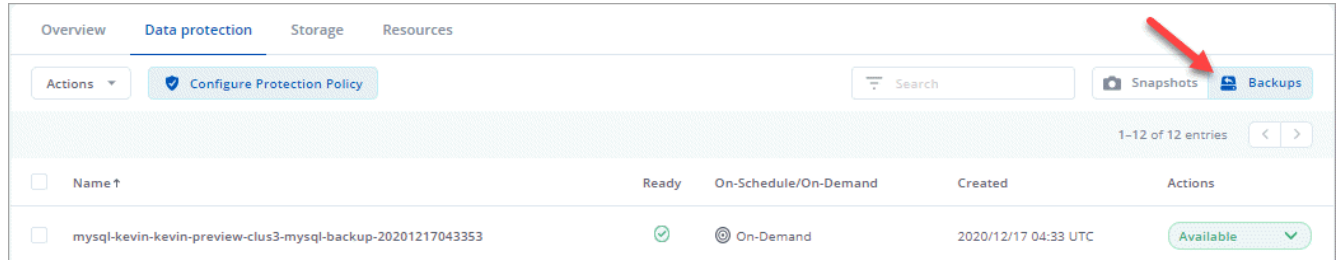 Overview Data protection Storage Resources
Actions Configure Protection Policy Search Snapshots Backups
1–12 of 12 entries
Name↑ Ready On-Schedule/On-Demand Created Actions
mysql-kevin-kevin-preview-clus3-mysql-backup-20201217043353 On-Demand 2020/12/17 04:33 UTC Available